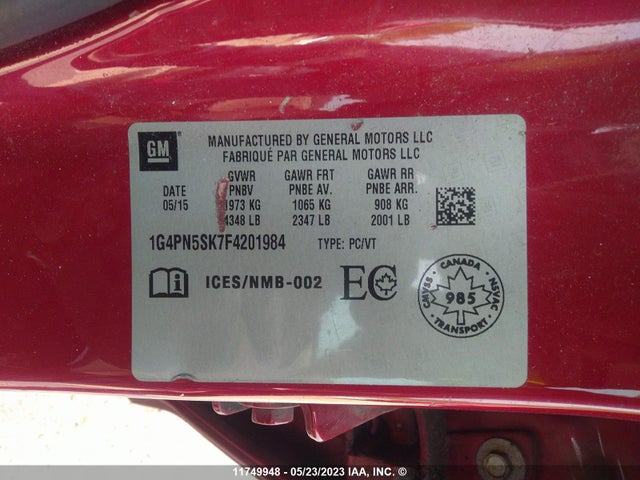 GM
MANUFACTURED BY GENERAL MOTORS LLC
FABRIQUÉ PAR GENERAL MOTORS LLC
GVWR GAWR FRT GAWR RR
DATE PNBV PNBE AV. PNBE ARR.
05/15 1973 KG 1065 KG 908 KG
4348 LB 2347 LB 2001 LB
1G4PN5SK7F4201984 TYPE: PC/VT
ICES/NMB-002 EC
CANADA
CMVSS 985 NSVAC
TRANSPORT
11749948 - 05/23/2023 IAA, INC. ©